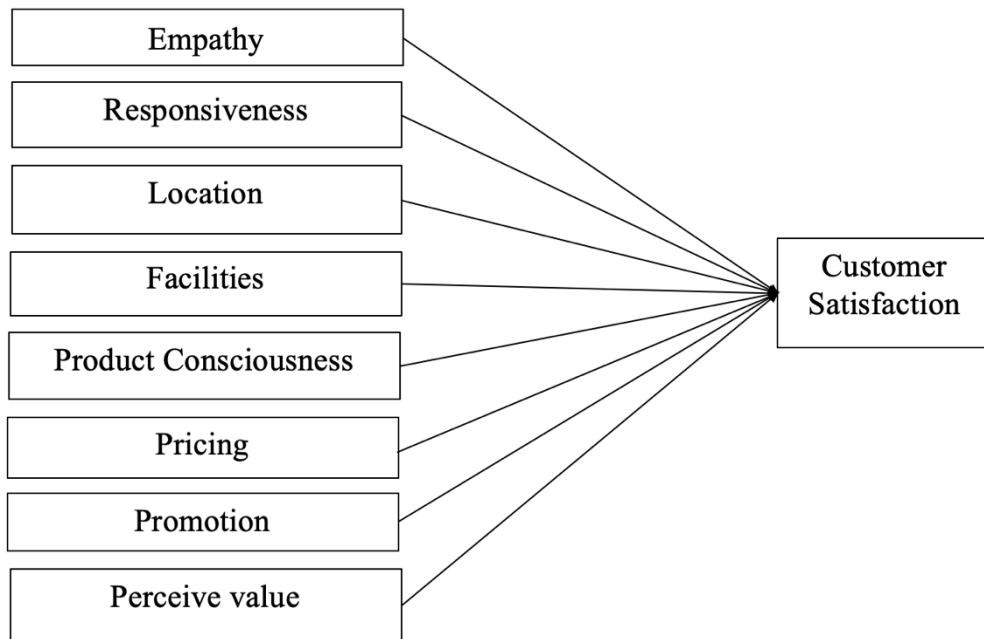 Empathy
Responsiveness
Location
Facilities
Product Consciousness
Pricing
Promotion
Perceive value
Customer
Satisfaction